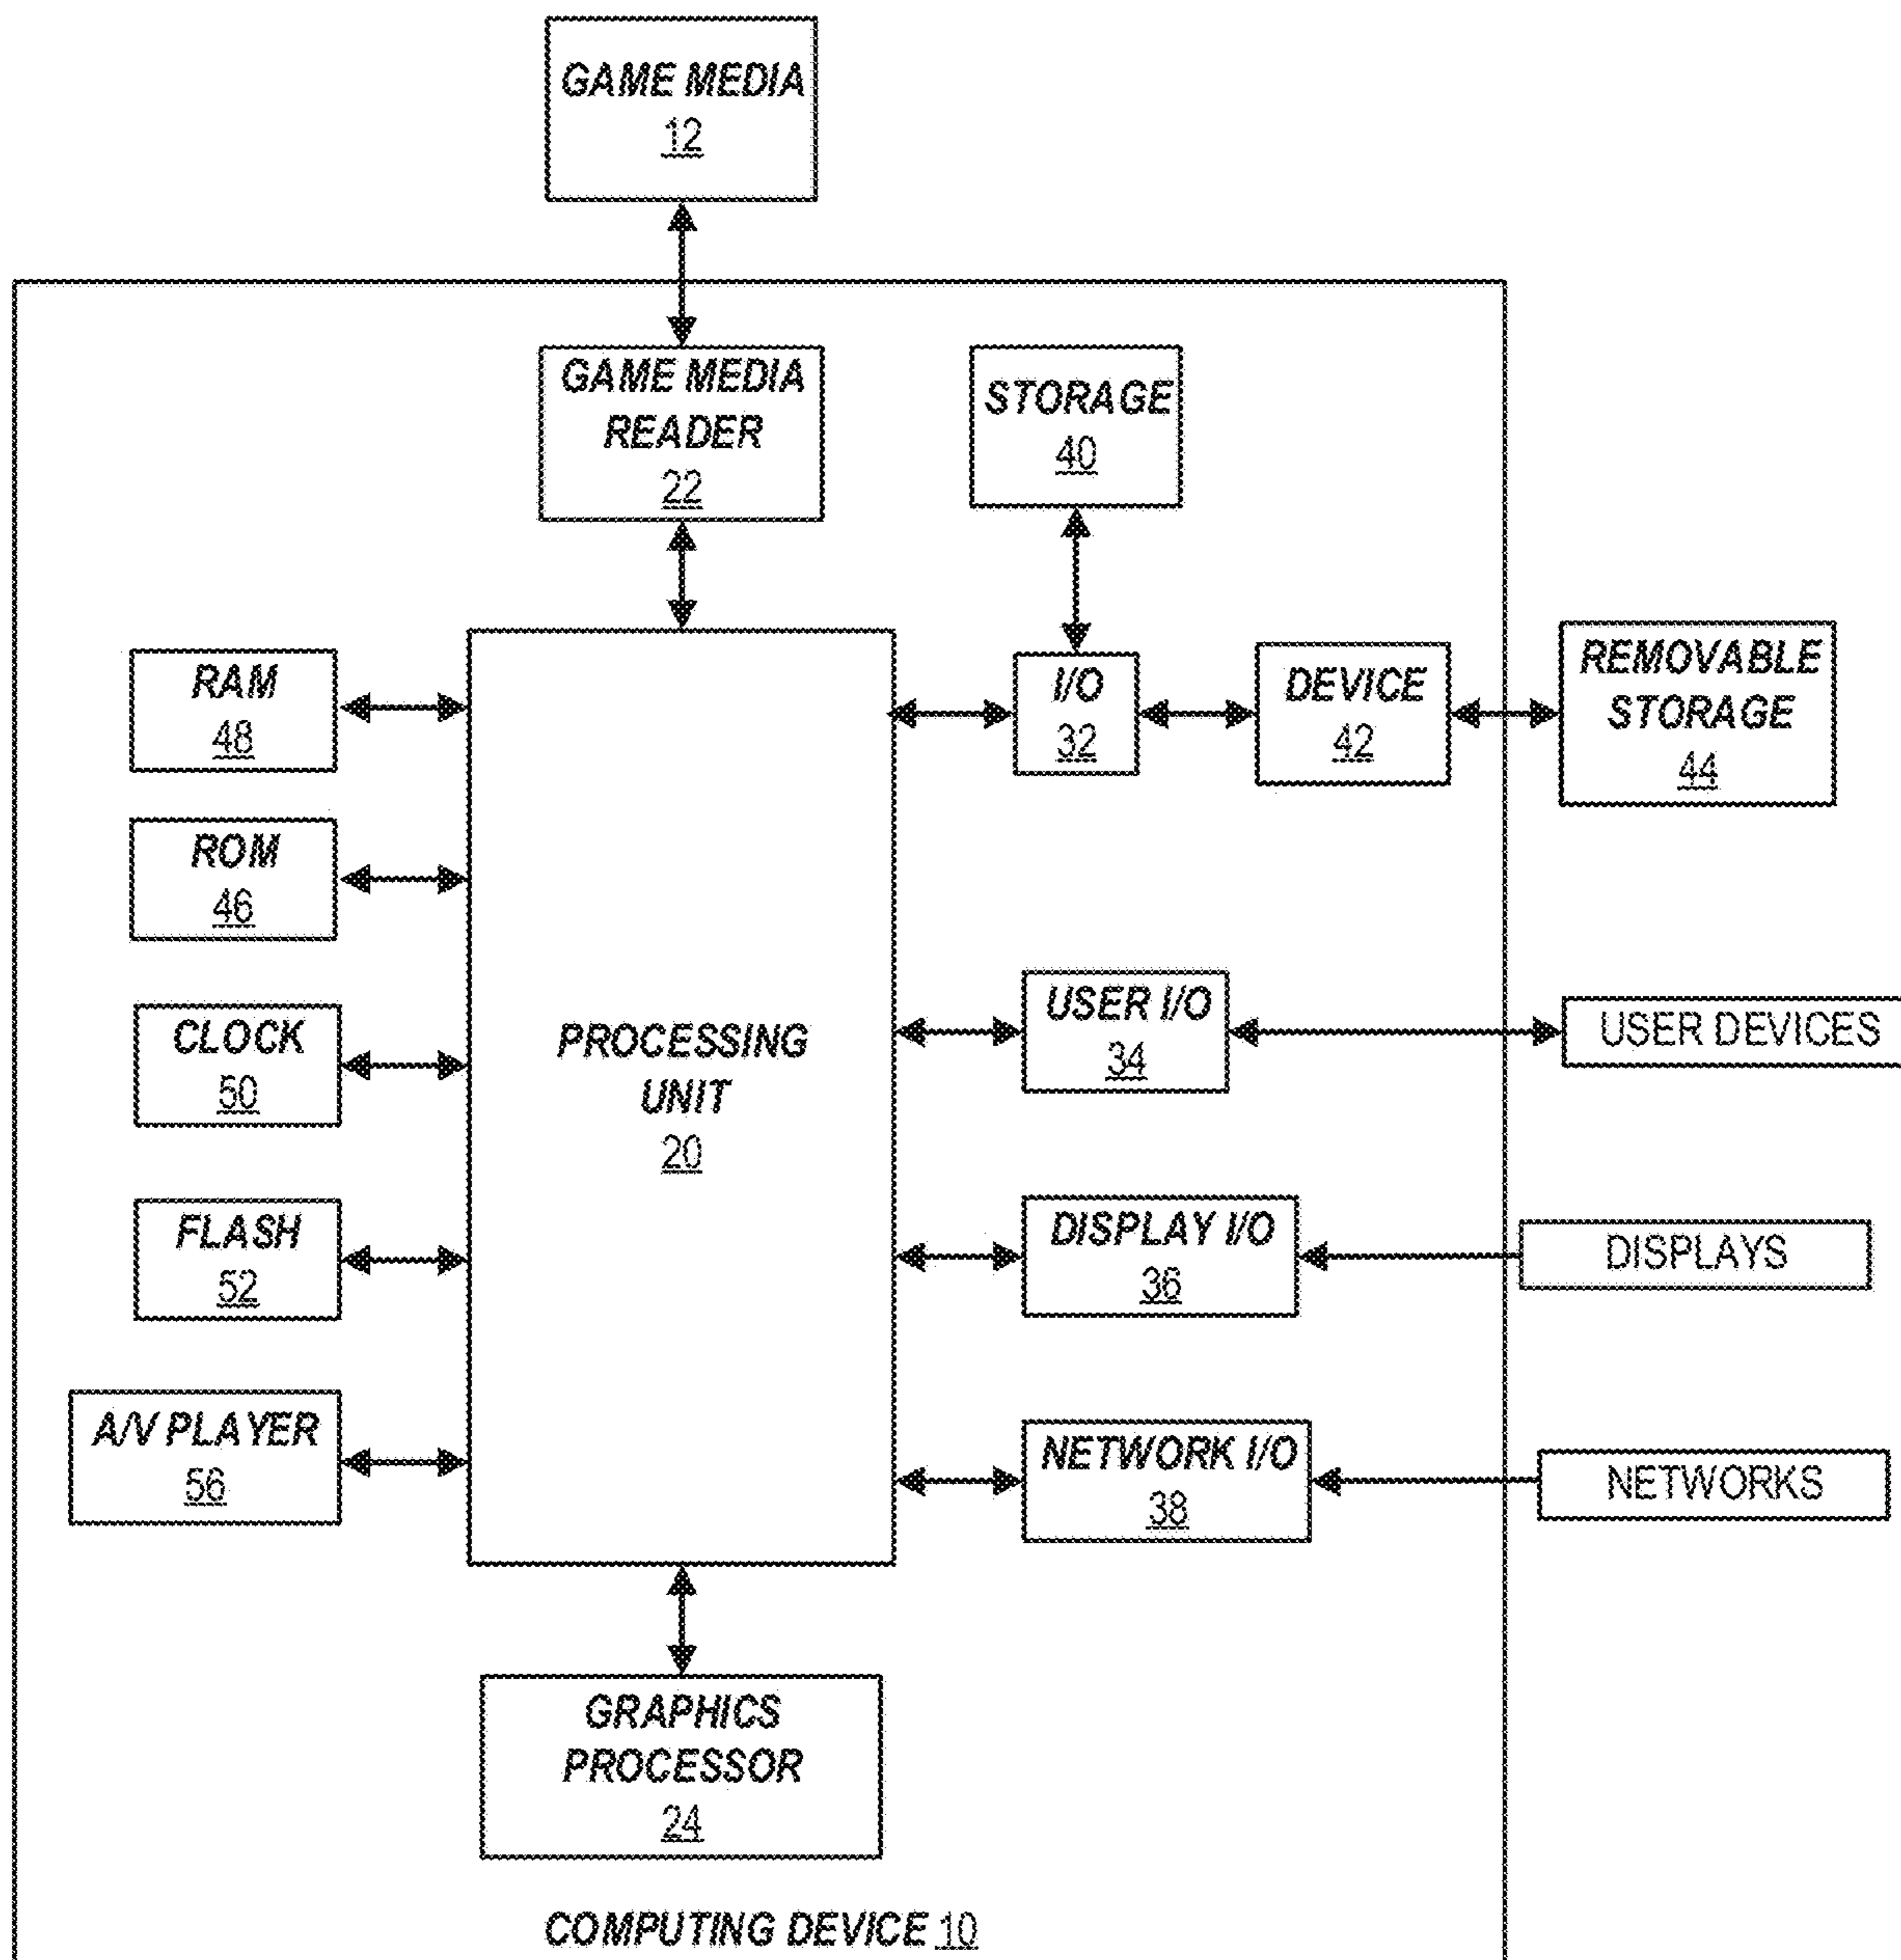 GAME MEDIA
12
GAME MEDIA
READER
22
STORAGE
40
RAM
48
I/O
32
DEVICE
42
REMOVABLE
STORAGE
44
ROM
46
CLOCK
50
PROCESSING
UNIT
20
USER I/O
34
USER DEVICES
FLASH
52
DISPLAY I/O
36
DISPLAYS
A/V PLAYER
56
NETWORK I/O
38
NETWORKS
GRAPHICS
PROCESSOR
24
COMPUTING DEVICE 10